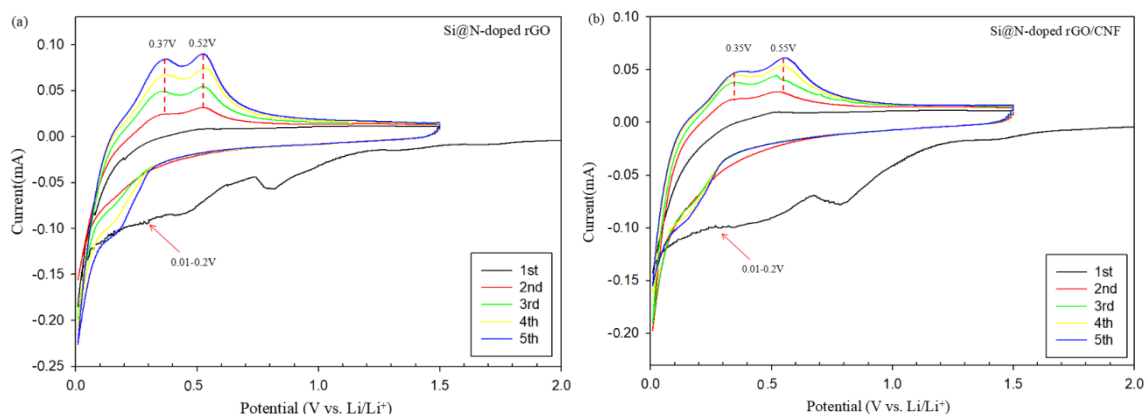 (a)
Si@N-doped rGO
0.37V
0.52V
0.10
0.05
0.00
-0.05
-0.10
-0.15
-0.20
-0.25
Current(mA)
0.01-0.2V
1st
2nd
3rd
4th
5th
0.0
0.5
1.0
1.5
2.0
Potential (V vs. Li/Li⁺)
(b)
Si@N-doped rGO/CNF
0.35V
0.55V
0.10
0.05
0.00
-0.05
-0.10
-0.15
-0.20
Current(mA)
0.01-0.2V
1st
2nd
3rd
4th
5th
0.0
0.5
1.0
1.5
2.0
Potential (V vs. Li/Li⁺)